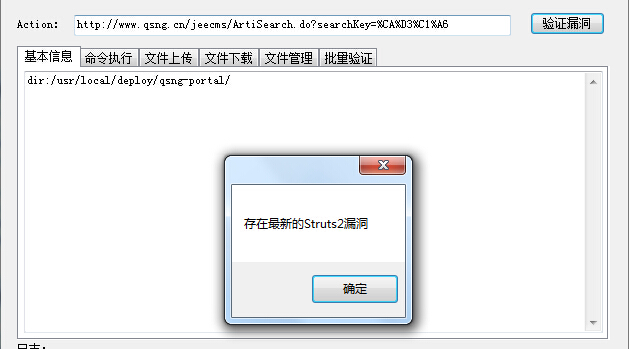 Action: http://www.qsng.cn/jeecms/ArtiSearch.do?searchKey=%CA%D3%C1%A6 验证漏洞
基本信息 命令执行 文件上传 文件下载 文件管理 批量验证
dir:/usr/local/deploy/qsng-portal/
存在最新的Struts2漏洞
确定